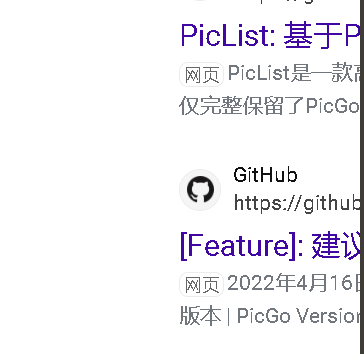 PicList: 基于P
网页 PicList是一款
仅完整保留了PicGo
GitHub
https://github
[Feature]: 建议
网页 2022年4月16
版本 | PicGo Version